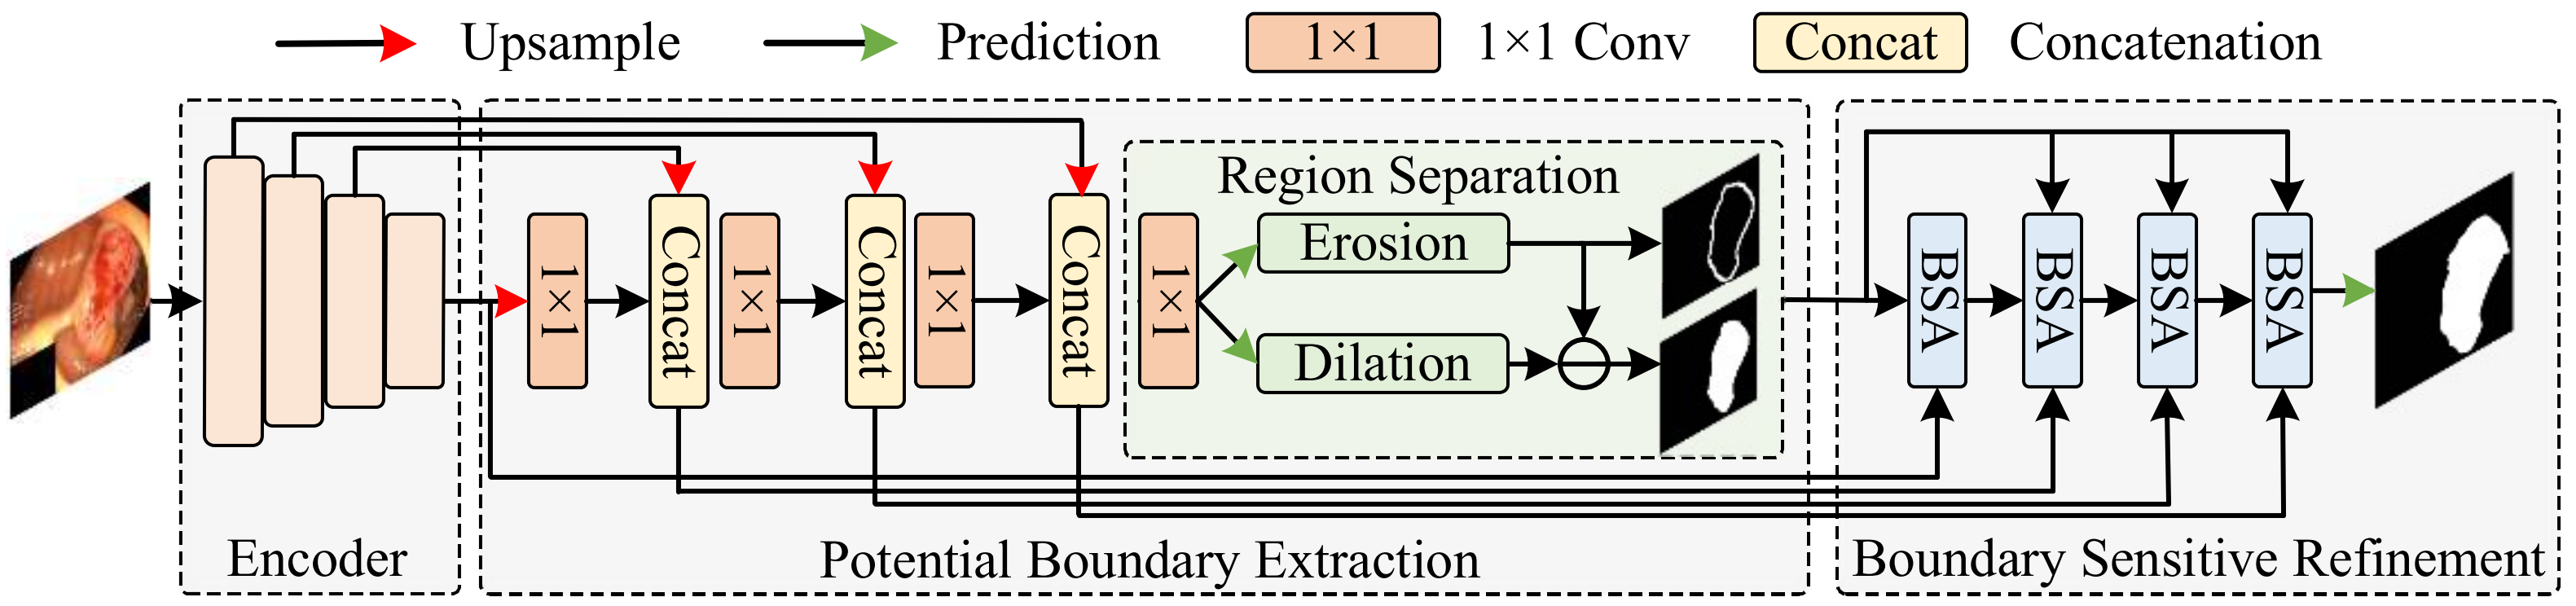 Upsample
Prediction
1×1
1×1 Conv
Concat
Concatenation
Region Separation
1×1
Concat
1×1
Concat
1×1
Concat
1×1
Erosion
Dilation
BSA
BSA
BSA
BSA
Encoder
Potential Boundary Extraction
Boundary Sensitive Refinement